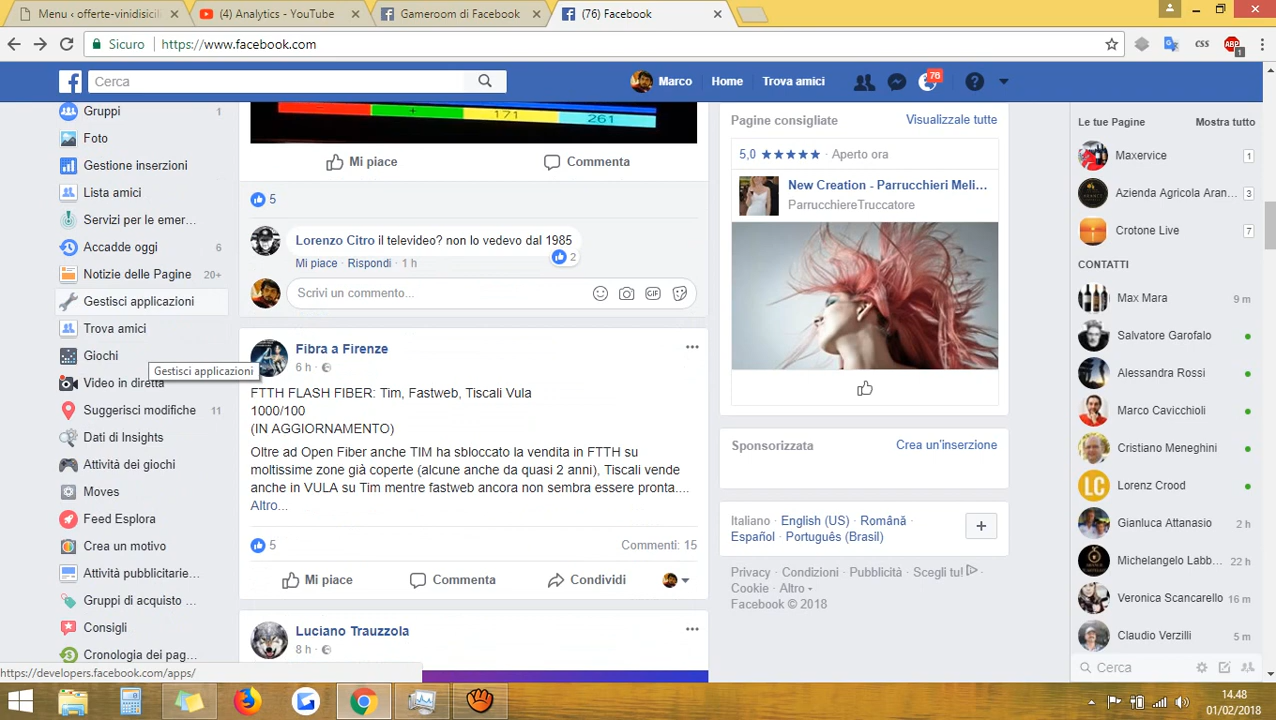 Menu ‹ offerte-vinidisicili
(4) Analytics - YouTube
Gameroom di Facebook
(76) Facebook
Sicuro
https://www.facebook.com
CSS
ABP
1
Cerca
Marco
Home
Trova amici
76
Gruppi 1
Foto
Gestione inserzioni
Lista amici
Servizi per le emer...
Accadde oggi 6
Notizie delle Pagine 20+
Gestisci applicazioni
Trova amici
Giochi
Gestisci applicazioni
Video in diretta
Suggerisci modifiche 11
Dati di Insights
Attività dei giochi
Moves
Feed Esplora
Crea un motivo
Attività pubblicitarie...
Gruppi di acquisto ...
Consigli
Cronologia dei pag...
https://developers.facebook.com/apps/
+
171
261
Mi piace
Commenta
5
Lorenzo Citro il televideo? non lo vedevo dal 1985
2
Mi piace · Rispondi · 1 h
Scrivi un commento...
GIF
Fibra a Firenze
6 h ·
FTTH FLASH FIBER: Tim, Fastweb, Tiscali Vula
1000/100
(IN AGGIORNAMENTO)
Oltre ad Open Fiber anche TIM ha sbloccato la vendita in FTTH su
moltissime zone già coperte (alcune anche da quasi 2 anni), Tiscali vende
anche in VULA su Tim mentre fastweb ancora non sembra essere pronta....
Altro...
5
Commenti: 15
Mi piace
Commenta
Condividi
Luciano Trauzzola
8 h ·
Pagine consigliate
Visualizzale tutte
5,0 ★★★★★ · Aperto ora
New Creation - Parrucchieri Meli...
ParrucchiereTruccatore
Sponsorizzata
Crea un'inserzione
Italiano · English (US) · Română ·
Español · Português (Brasil)
+
Privacy · Condizioni · Pubblicità · Scegli tu! ·
Cookie · Altro
Facebook © 2018
Le tue Pagine
Mostra tutto
Maxervice 1
Azienda Agricola Aran... 3
Crotone Live 7
CONTATTI
Max Mara 9 m
Salvatore Garofalo
Alessandra Rossi
Marco Cavicchioli
Cristiano Meneghini
LC
Lorenz Crood
Gianluca Attanasio 2 h
Michelangelo Labb... 22 h
Veronica Scancarello 16 m
Claudio Verzilli 5 m
Cerca
14.48
01/02/2018